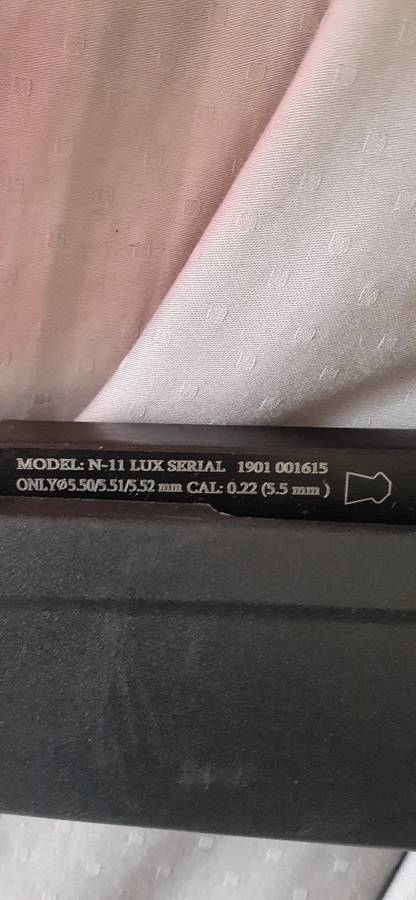 MODEL: N-11 LUX SERIAL 1901 001615
ONLYØ5.50/5.51/5.52 mm CAL: 0.22 (5.5 mm )